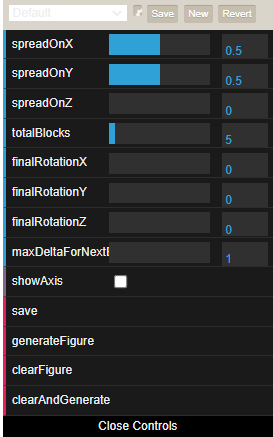 Default Save New Revert
spreadOnX 0.5
spreadOnY 0.5
spreadOnZ 0
totalBlocks 5
finalRotationX 0
finalRotationY 0
finalRotationZ 0
maxDeltaForNextB 1
showAxis
save
generateFigure
clearFigure
clearAndGenerate
Close Controls